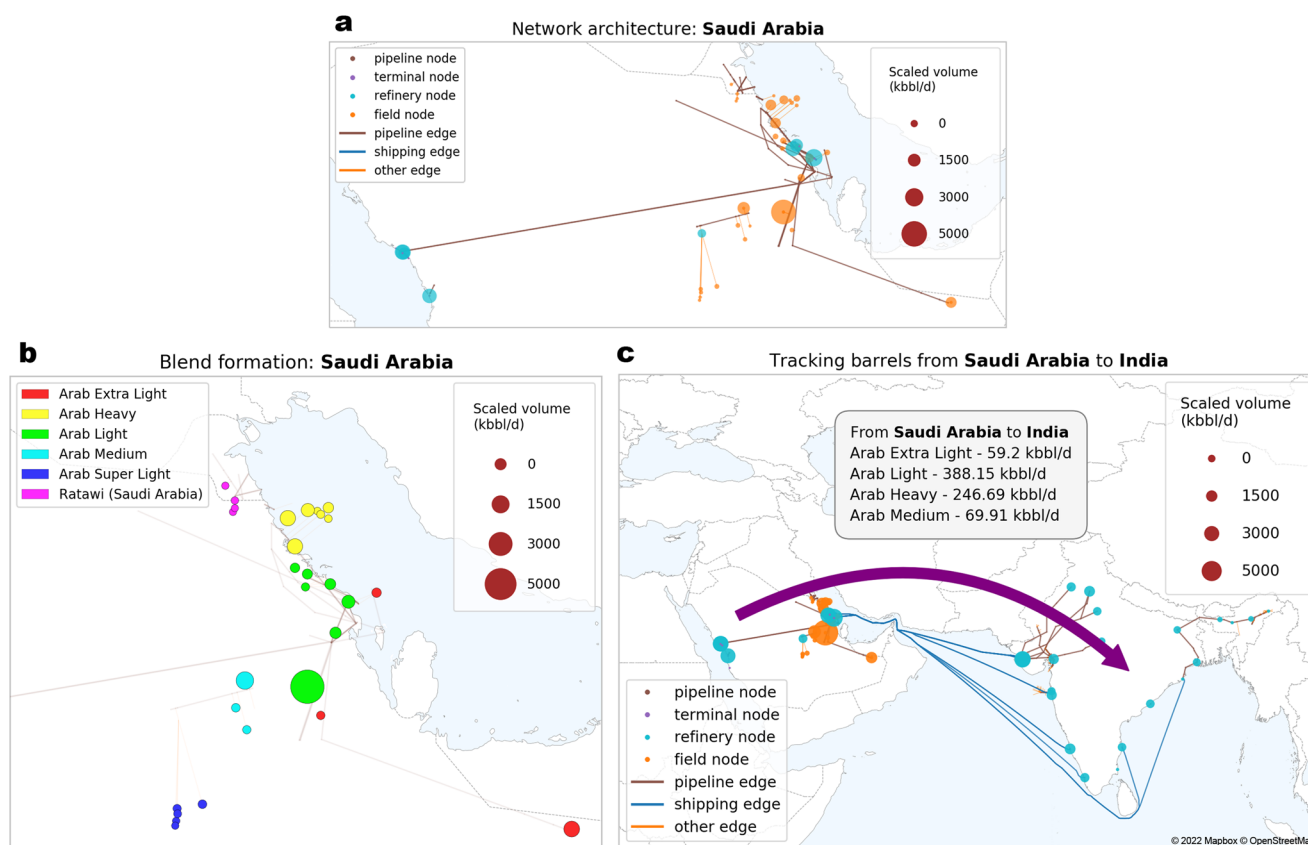 a
Network architecture: Saudi Arabia
pipeline node
terminal node
refinery node
field node
pipeline edge
shipping edge
other edge
Scaled volume
(kbbl/d)
0
1500
3000
5000
b
Blend formation: Saudi Arabia
Arab Extra Light
Arab Heavy
Arab Light
Arab Medium
Arab Super Light
Ratawi (Saudi Arabia)
Scaled volume
(kbbl/d)
0
1500
3000
5000
c
Tracking barrels from Saudi Arabia to India
From Saudi Arabia to India
Arab Extra Light - 59.2 kbbl/d
Arab Light - 388.15 kbbl/d
Arab Heavy - 246.69 kbbl/d
Arab Medium - 69.91 kbbl/d
Scaled volume
(kbbl/d)
0
1500
3000
5000
pipeline node
terminal node
refinery node
field node
pipeline edge
shipping edge
other edge
© 2022 Mapbox © OpenStreetMa